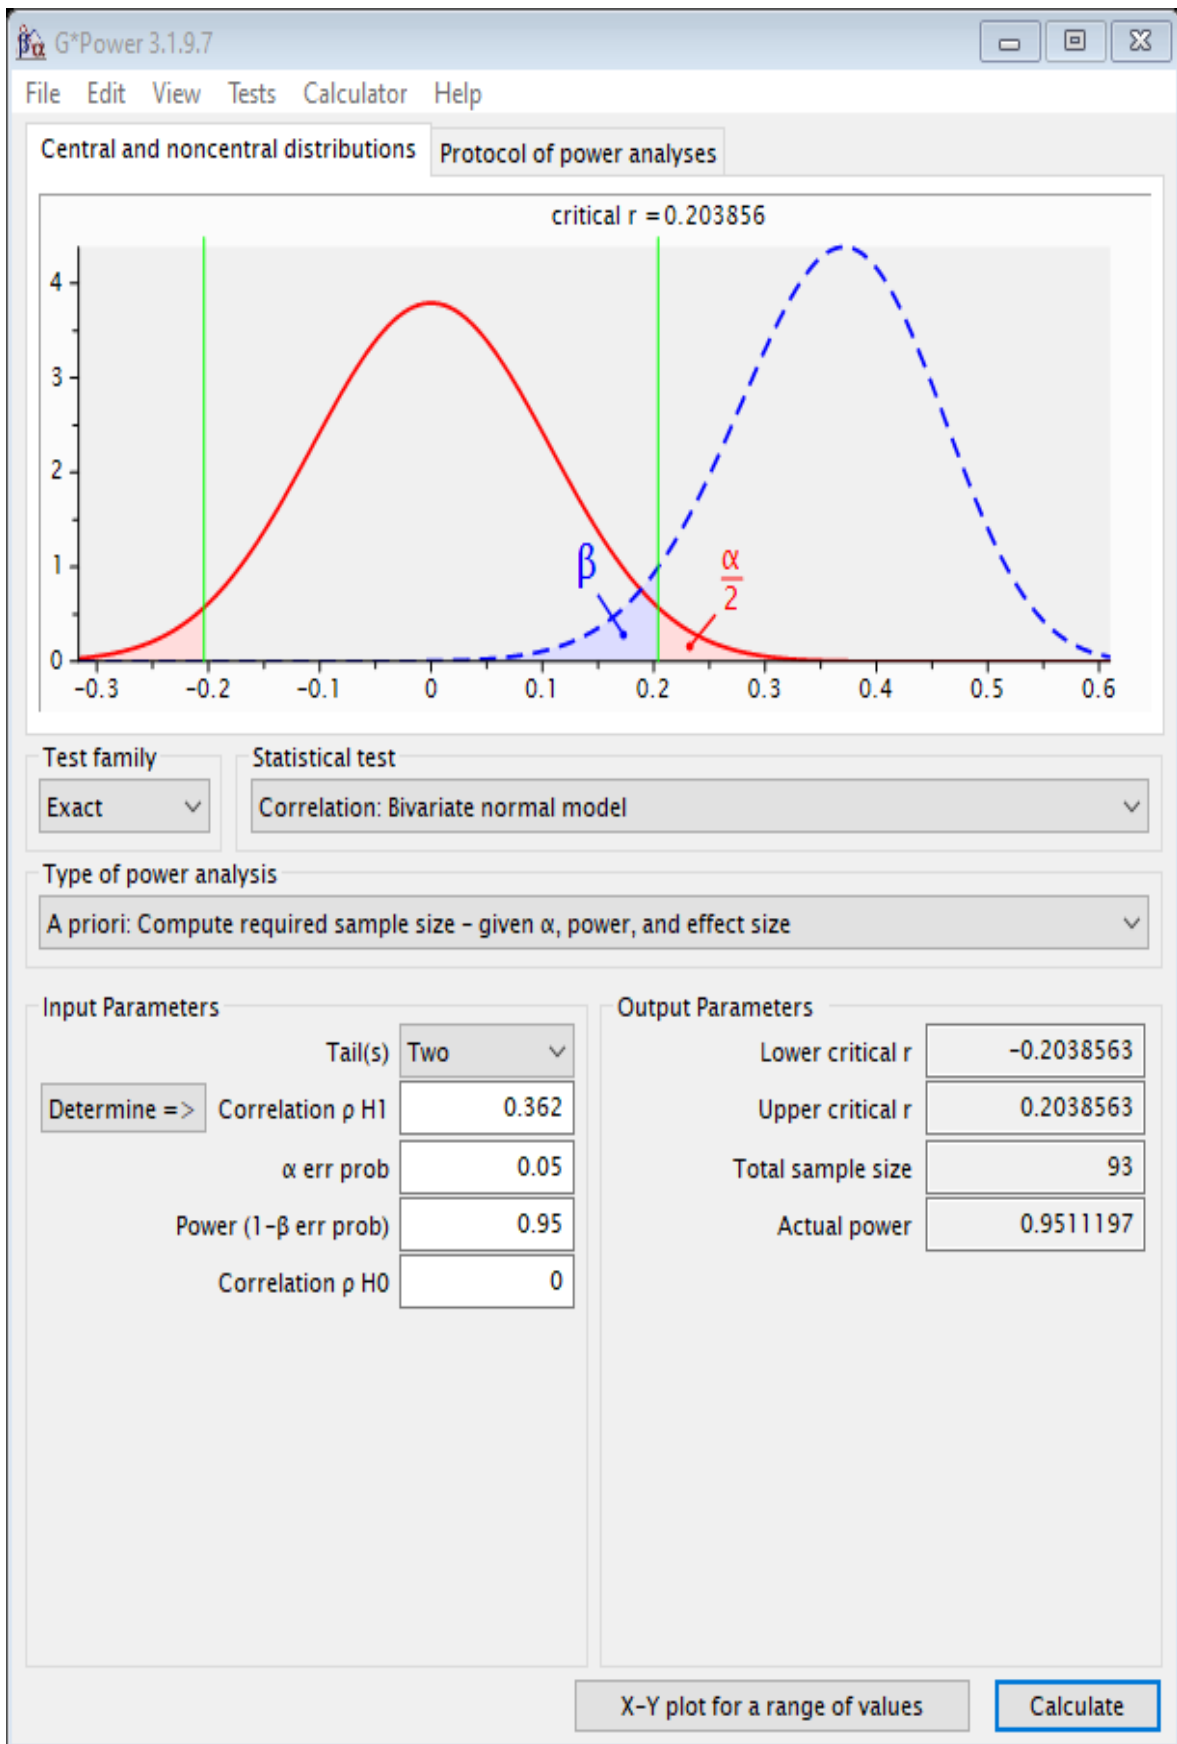 G*Power 3.1.9.7
File Edit View Tests Calculator Help
Central and noncentral distributions Protocol of power analyses
critical r = 0.203856
4
3
2
1
0
β
α
2
-0.3 -0.2 -0.1 0 0.1 0.2 0.3 0.4 0.5 0.6
Test family Statistical test
Exact Correlation: Bivariate normal model
Type of power analysis
A priori: Compute required sample size – given α, power, and effect size
Input Parameters
Tail(s) Two
Determine => Correlation ρ H1 0.362
α err prob 0.05
Power (1-β err prob) 0.95
Correlation ρ H0 0
Output Parameters
Lower critical r -0.2038563
Upper critical r 0.2038563
Total sample size 93
Actual power 0.9511197
X-Y plot for a range of values Calculate